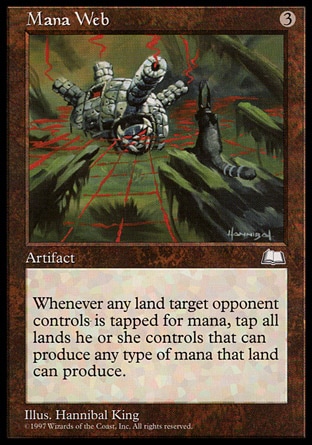 Mana Web
3
HANNIBAL
Artifact
Whenever any land target opponent
controls is tapped for mana, tap all
lands he or she controls that can
produce any type of mana that land
can produce.
Illus. Hannibal King
©1997 Wizards of the Coast, Inc. All rights reserved.